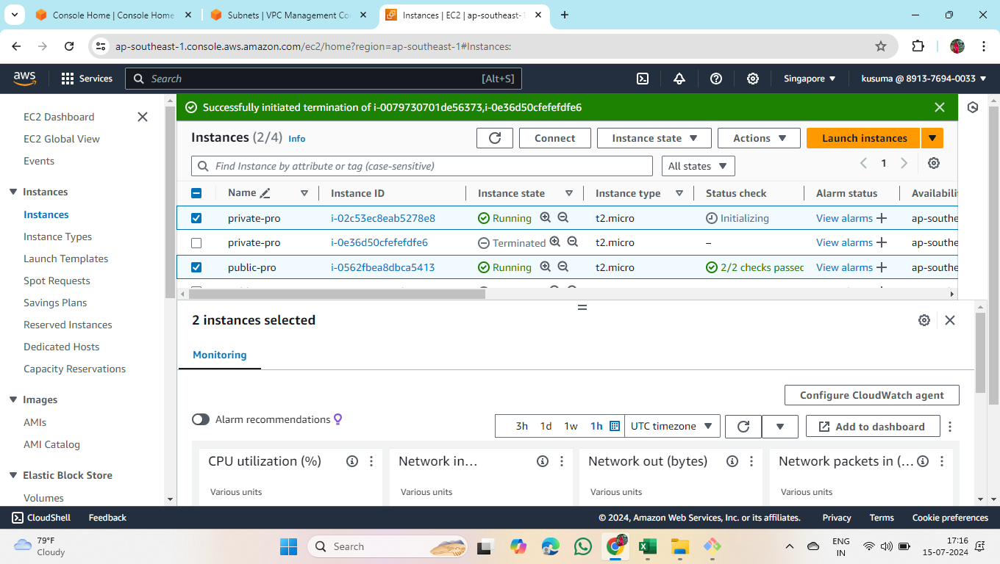 Console Home | Console Home
Subnets | VPC Management Co
Instances | EC2 | ap-southeast-1
ap-southeast-1.console.aws.amazon.com/ec2/home?region=ap-southeast-1#Instances:
aws
Services
Search
[Alt+S]
Singapore
kusuma @ 8913-7694-0033
EC2 Dashboard
EC2 Global View
Events
Instances
Instances
Instance Types
Launch Templates
Spot Requests
Savings Plans
Reserved Instances
Dedicated Hosts
Capacity Reservations
Images
AMIs
AMI Catalog
Elastic Block Store
Volumes
Successfully initiated termination of i-0079730701de56373,i-0e36d50cfefefdfe6
Instances (2/4) Info
Connect
Instance state
Actions
Launch instances
Find Instance by attribute or tag (case-sensitive)
All states
1
Name Instance ID Instance state Instance type Status check Alarm status Availabili
private-pro i-02c53ec8eab5278e8 Running t2.micro Initializing View alarms ap-southe
private-pro i-0e36d50cfefefdfe6 Terminated t2.micro – View alarms ap-southe
public-pro i-0562fbea8dbca5413 Running t2.micro 2/2 checks passed View alarms ap-southe
2 instances selected
Monitoring
Configure CloudWatch agent
Alarm recommendations
3h 1d 1w 1h
UTC timezone
Add to dashboard
CPU utilization (%)
Various units
Network in...
Various units
Network out (bytes)
Various units
Network packets in (...
Various units
CloudShell Feedback
© 2024, Amazon Web Services, Inc. or its affiliates. Privacy Terms Cookie preferences
79°F
Cloudy
Search
ENG
IN
17:16
15-07-2024